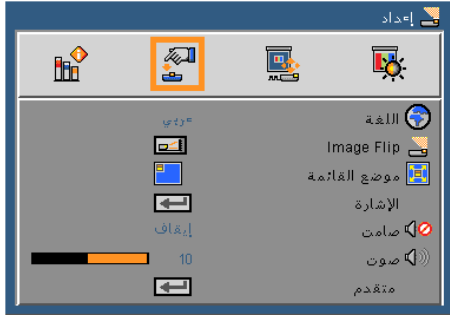 إعداد
اللغة عربي
Image Flip
موضع القائمة
الإشارة
صامت إيقاف
صوت 10
متقدم